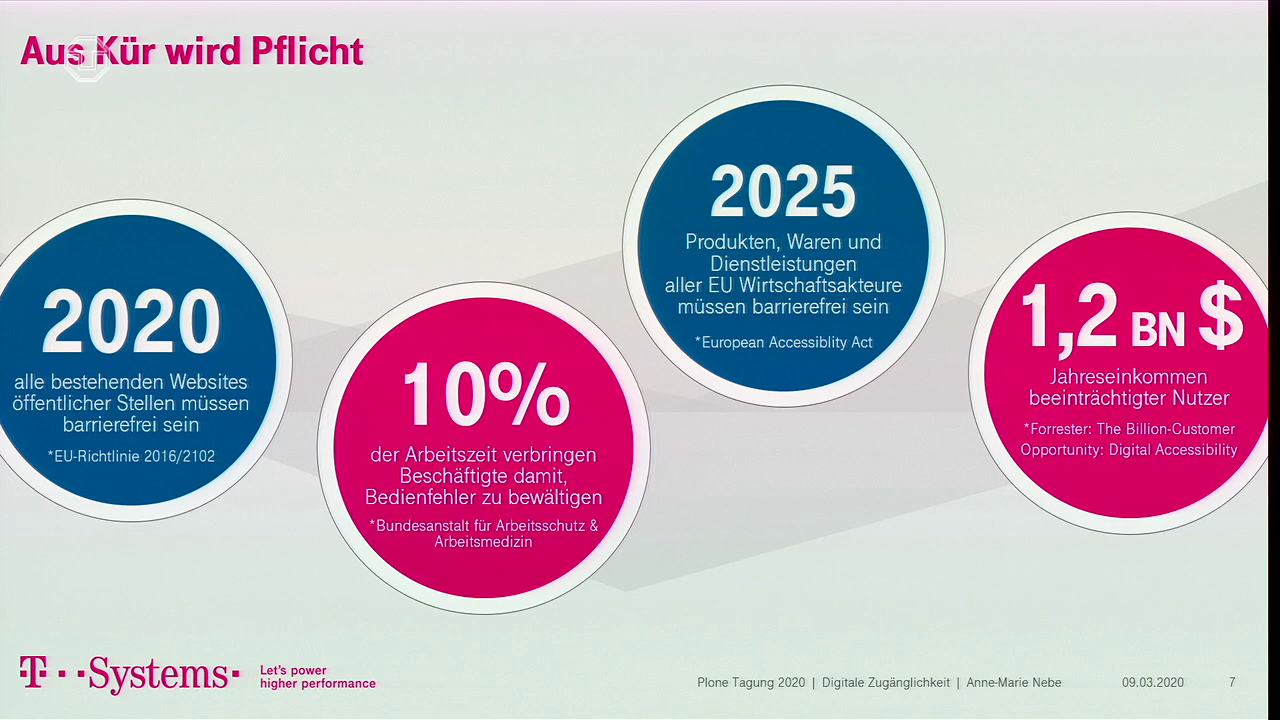 Aus Kür wird Pflicht
2020
alle bestehenden Websites
öffentlicher Stellen müssen
barrierefrei sein
*EU-Richtlinie 2016/2102
10%
der Arbeitszeit verbringen
Beschäftigte damit,
Bedienfehler zu bewältigen
*Bundesanstalt für Arbeitsschutz &
Arbeitsmedizin
2025
Produkten, Waren und
Dienstleistungen
aller EU Wirtschaftsakteure
müssen barrierefrei sein
*European Accessiblity Act
1,2 BN $
Jahreseinkommen
beeinträchtigter Nutzer
*Forrester: The Billion-Customer
Opportunity: Digital Accessibility
T··Systems·
Let's power
higher performance
Plone Tagung 2020 | Digitale Zugänglichkeit | Anne-Marie Nebe 09.03.2020 7